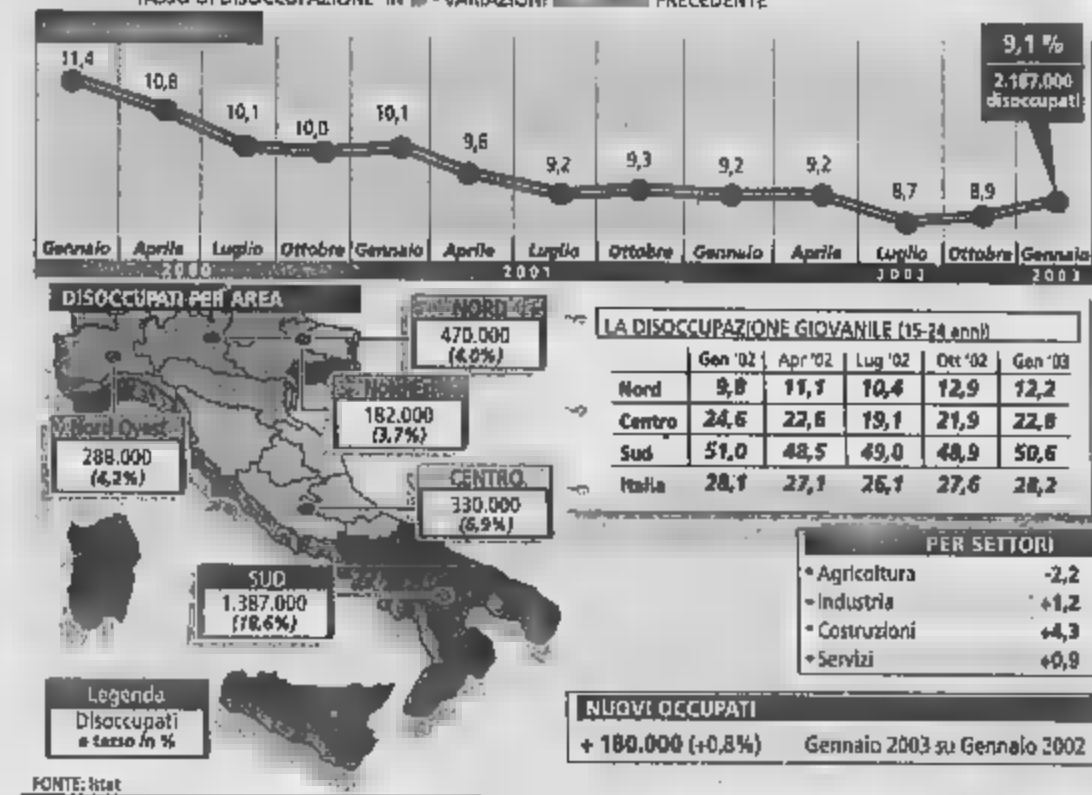 TASSO DI DISOCCUPAZIONE IN % - VARIAZIONI PRECEDENTE
9,1 %
2.187.000
disoccupati
11,4 10,8 10,1 10,0 10,1 9,6 9,2 9,3 9,2 9,2 8,7 8,9
Gennaio Aprile Luglio Ottobre Gennaio Aprile Luglio Ottobre Gennaio Aprile Luglio Ottobre Gennaio
2000 2001 2002 2003
DISOCCUPATI PER AREA
NORD
470.000
(4,0%)
Nord Est
182.000
(3,7%)
Nord Ovest
288.000
(4,2%)
CENTRO
330.000
(6,9%)
SUD
1.387.000
(18,6%)
Legenda
Disoccupati
e tasso in %
LA DISOCCUPAZIONE GIOVANILE (15-24 anni)
Gen '02 Apr '02 Lug '02 Ott '02 Gen '03
Nord 9,8 11,1 10,4 12,9 12,2
Centro 24,6 22,6 19,1 21,9 22,8
Sud 51,0 48,5 49,0 48,9 50,6
Italia 28,1 27,1 26,1 27,6 28,2
PER SETTORI
Agricoltura -2,2
Industria +1,2
Costruzioni +4,3
Servizi +0,9
NUOVI OCCUPATI
+ 180.000 (+0,8%) Gennaio 2003 su Gennaio 2002
FONTE: Istat